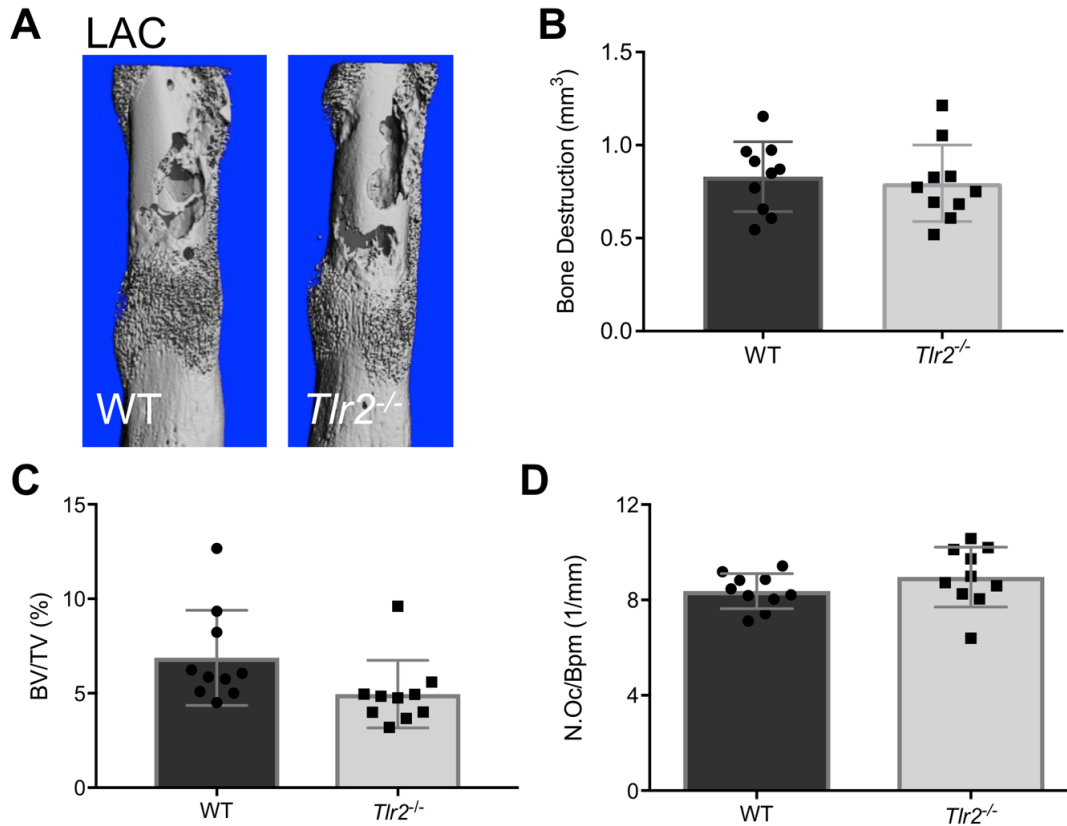 A
LAC
WT
Tlr2-/-
B
Bone Destruction (mm3)
1.5
1.0
0.5
0.0
WT
Tlr2-/-
C
BV/TV (%)
15
10
5
0
WT
Tlr2-/-
D
N.Oc/Bpm (1/mm)
12
8
4
0
WT
Tlr2-/-